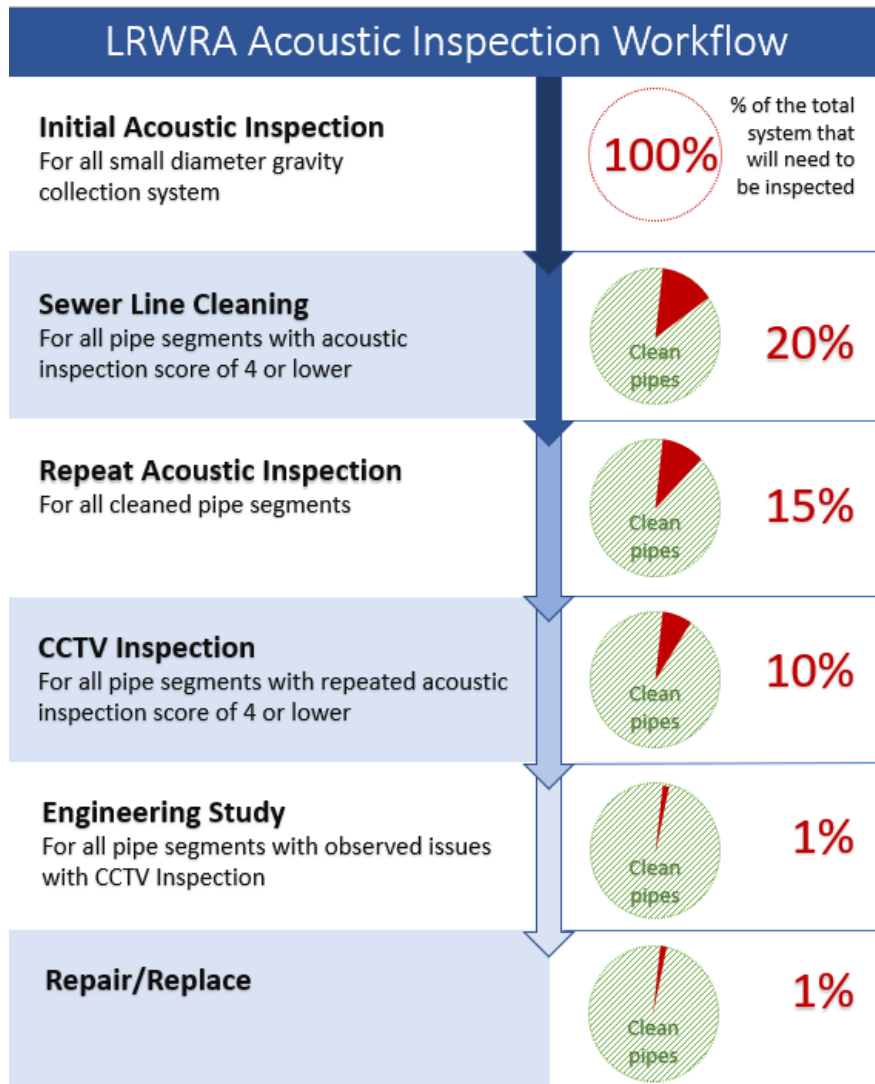 LRWRA Acoustic Inspection Workflow
Initial Acoustic Inspection
For all small diameter gravity
collection system
100%
% of the total
system that
will need to
be inspected
Sewer Line Cleaning
For all pipe segments with acoustic
inspection score of 4 or lower
Clean
pipes
20%
Repeat Acoustic Inspection
For all cleaned pipe segments
Clean
pipes
15%
CCTV Inspection
For all pipe segments with repeated acoustic
inspection score of 4 or lower
Clean
pipes
10%
Engineering Study
For all pipe segments with observed issues
with CCTV Inspection
Clean
pipes
1%
Repair/Replace
Clean
pipes
1%